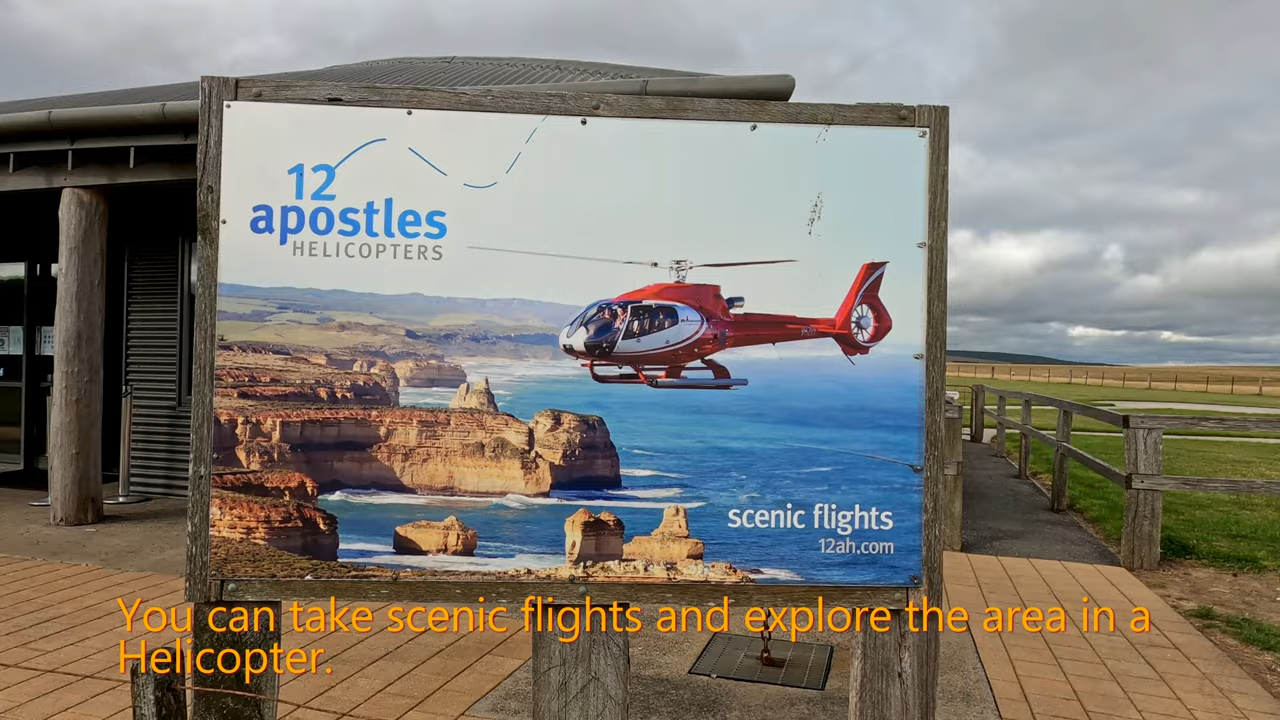 12
apostles
HELICOPTERS
scenic flights
12ah.com
You can take scenic flights and explore the area in a
Helicopter.